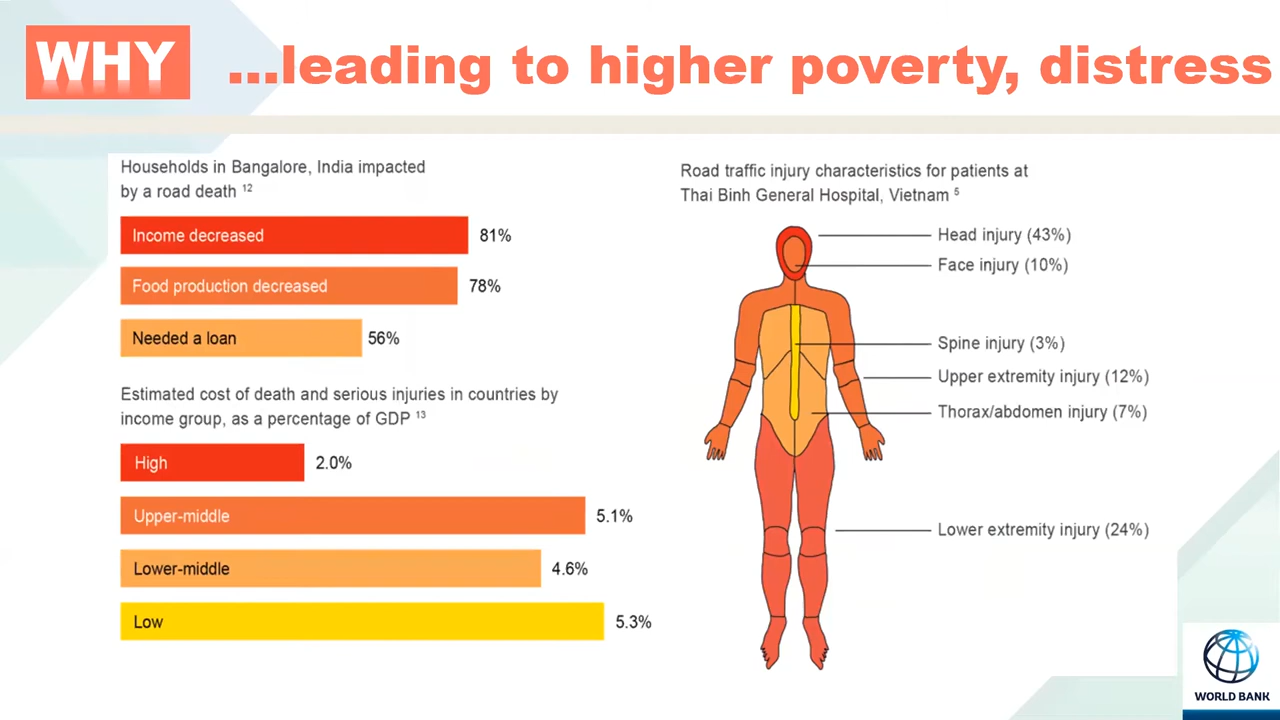 WHY
...leading to higher poverty, distress
Households in Bangalore, India impacted
by a road death 12
Income decreased 81%
Food production decreased 78%
Needed a loan 56%
Estimated cost of death and serious injuries in countries by
income group, as a percentage of GDP 13
High 2.0%
Upper-middle 5.1%
Lower-middle 4.6%
Low 5.3%
Road traffic injury characteristics for patients at
Thai Binh General Hospital, Vietnam 5
Head injury (43%)
Face injury (10%)
Spine injury (3%)
Upper extremity injury (12%)
Thorax/abdomen injury (7%)
Lower extremity injury (24%)
WORLD BANK